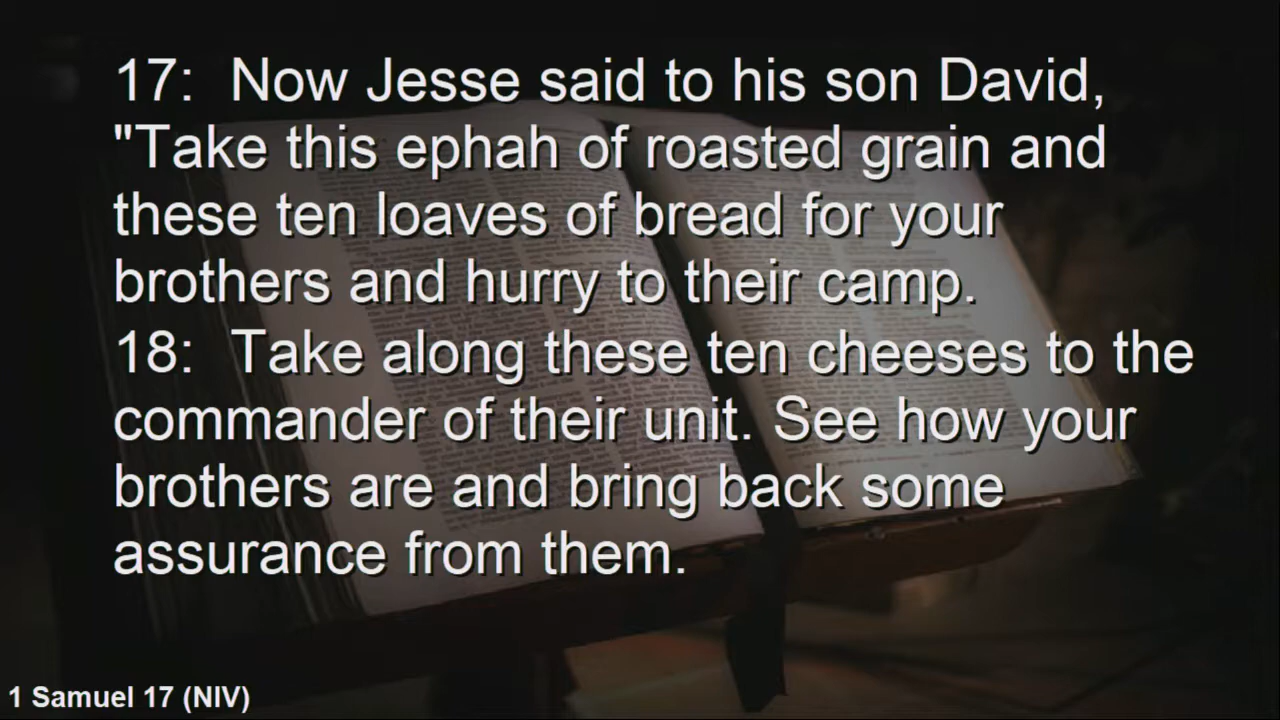 17:  Now Jesse said to his son David,
"Take this ephah of roasted grain and
these ten loaves of bread for your
brothers and hurry to their camp.
18:  Take along these ten cheeses to the
commander of their unit. See how your
brothers are and bring back some
assurance from them.
1 Samuel 17 (NIV)